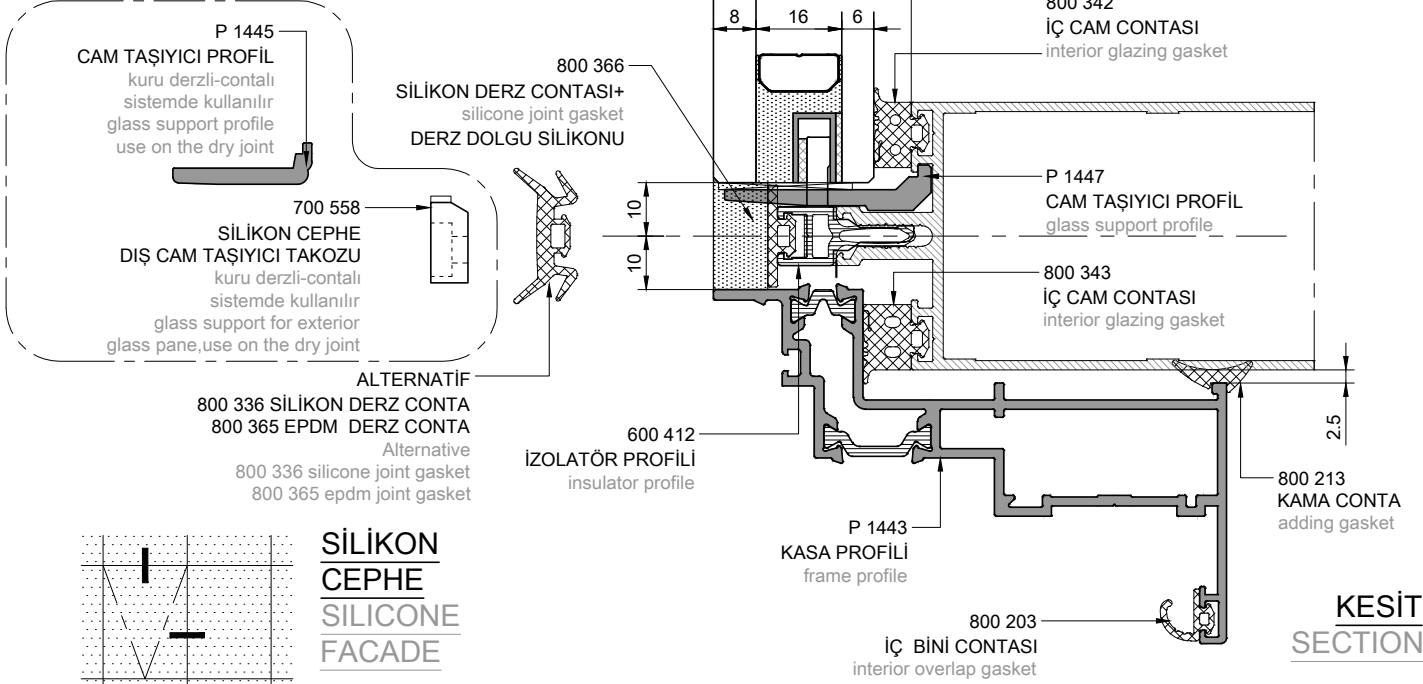 P 1445
CAM TAŞIYICI PROFİL
kuru derzli-contalı
sistemde kullanılır
glass support profile
use on the dry joint
700 558
SİLİKON CEPHE
DIŞ CAM TAŞIYICI TAKOZU
kuru derzli-contalı
sistemde kullanılır
glass support for exterior
glass pane,use on the dry joint
800 366
SİLİKON DERZ CONTASI+
silicone joint gasket
DERZ DOLGU SİLİKONU
8
16
6
800 342
İÇ CAM CONTASI
interior glazing gasket
P 1447
CAM TAŞIYICI PROFİL
glass support profile
10
10
800 343
İÇ CAM CONTASI
interior glazing gasket
ALTERNATİF
800 336 SİLİKON DERZ CONTA
800 365 EPDM DERZ CONTA
Alternative
800 336 silicone joint gasket
800 365 epdm joint gasket
600 412
İZOLATÖR PROFİLİ
insulator profile
2.5
800 213
KAMA CONTA
adding gasket
P 1443
KASA PROFİLİ
frame profile
800 203
İÇ BİNİ CONTASI
interior overlap gasket
SİLİKON
CEPHE
SILICONE
FACADE
KESİT
SECTION